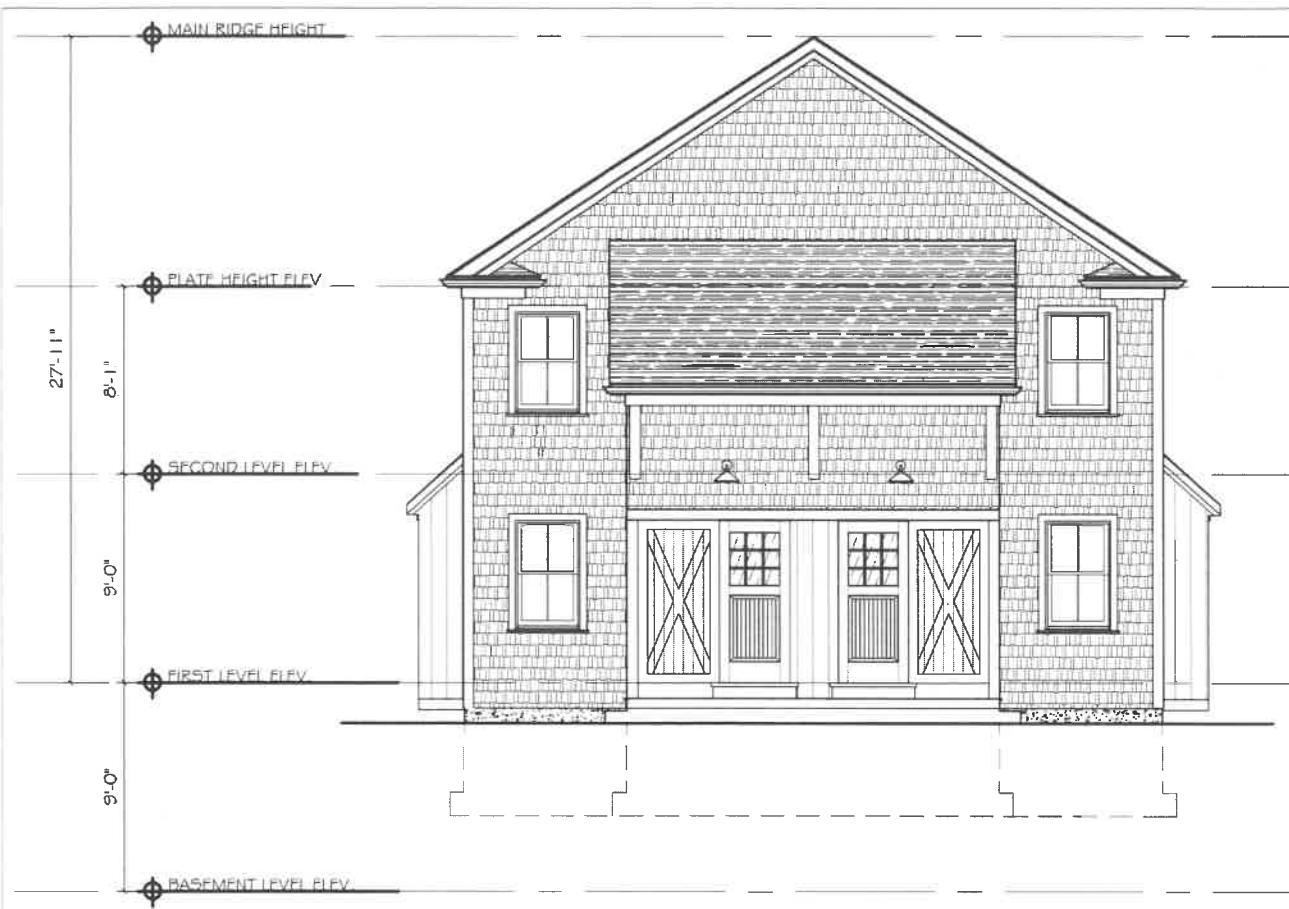 MAIN RIDGE HEIGHT
PLATE HEIGHT ELEV
27'-11"
8'-1"
SECOND LEVEL ELEV
9'-0"
FIRST LEVEL ELEV.
9'-0"
BASEMENT LEVEL ELEV.